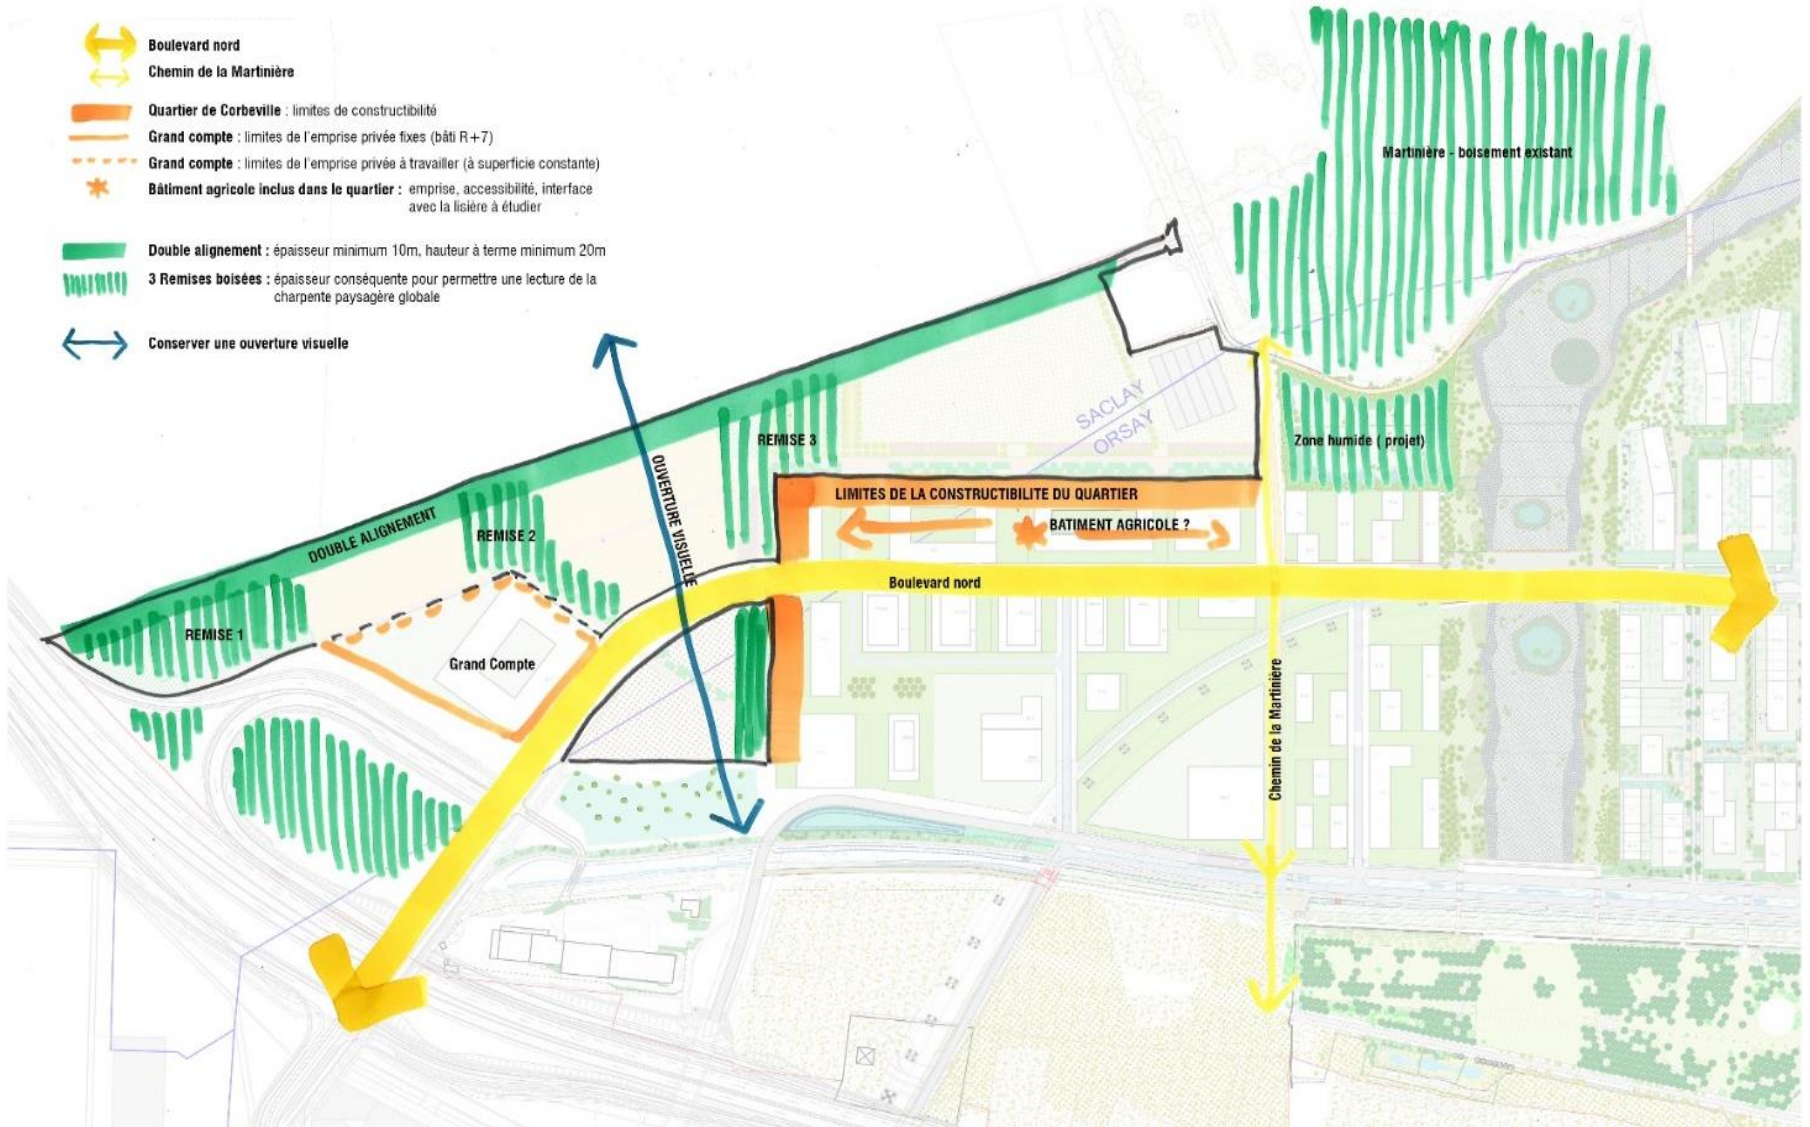 Boulevard nord
Chemin de la Martinière
Quartier de Corbeville : limites de constructibilité
Grand compte : limites de l'emprise privée fixes (bâti R+7)
Grand compte : limites de l'emprise privée à travailler (à superficie constante)
Bâtiment agricole inclus dans le quartier : emprise, accessibilité, interface
avec la lisière à étudier
Double alignement : épaisseur minimum 10m, hauteur à terme minimum 20m
3 Remises boisées : épaisseur conséquente pour permettre une lecture de la
charpente paysagère globale
Conserver une ouverture visuelle
Martinière - boisement existant
SACLAY
ORSAY
Zone humide ( projet)
REMISE 3
OUVERTURE VISUELLE
LIMITES DE LA CONSTRUCTIBILITE DU QUARTIER
BATIMENT AGRICOLE ?
DOUBLE ALIGNEMENT
REMISE 2
Boulevard nord
REMISE 1
Grand Compte
Chemin de la Martinière